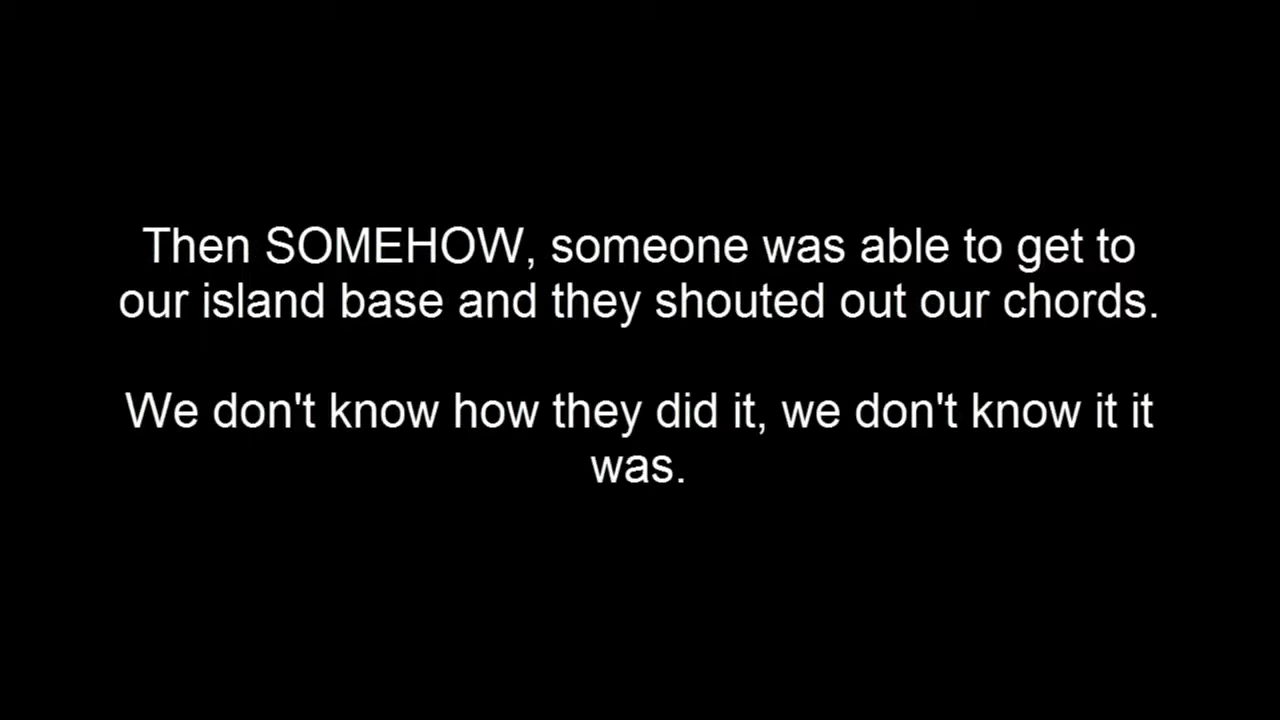 Then SOMEHOW, someone was able to get to
our island base and they shouted out our chords.
We don't know how they did it, we don't know it it
was.